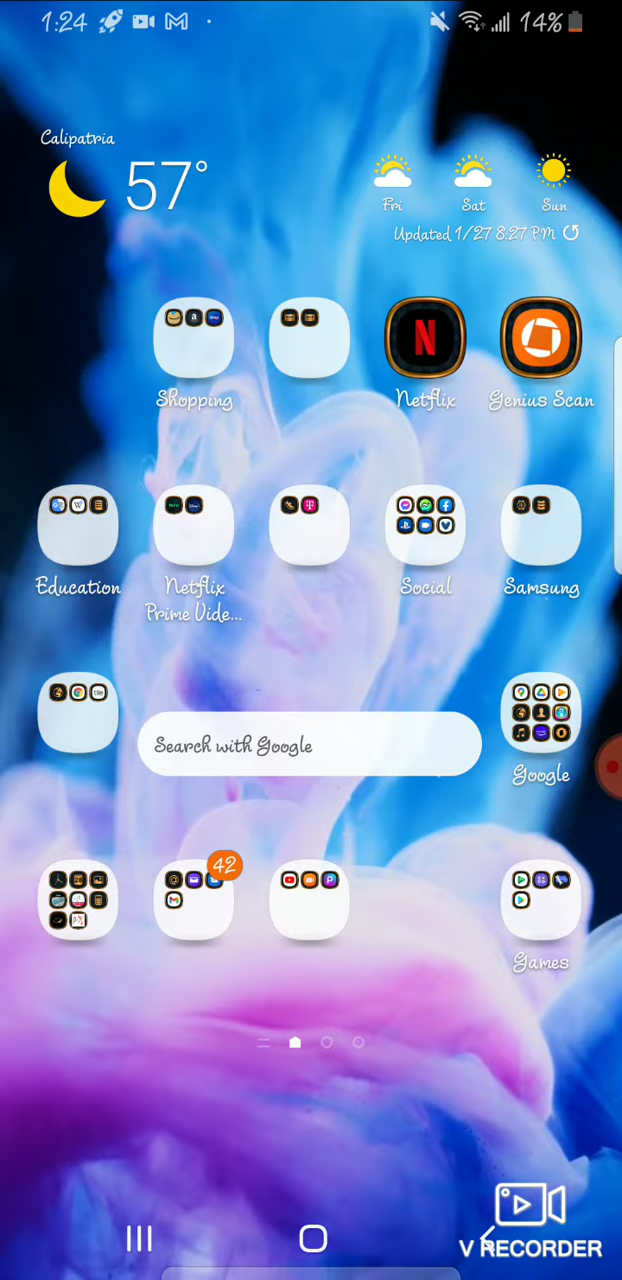 1:24
14%
Calipatria
57°
Fri Sat Sun
Updated 1/27 8:27 PM
Shopping Netflix Genius Scan
Education Netflix Social Samsung
Prime Vide...
Search with Google
Google
42
Games
V RECORDER